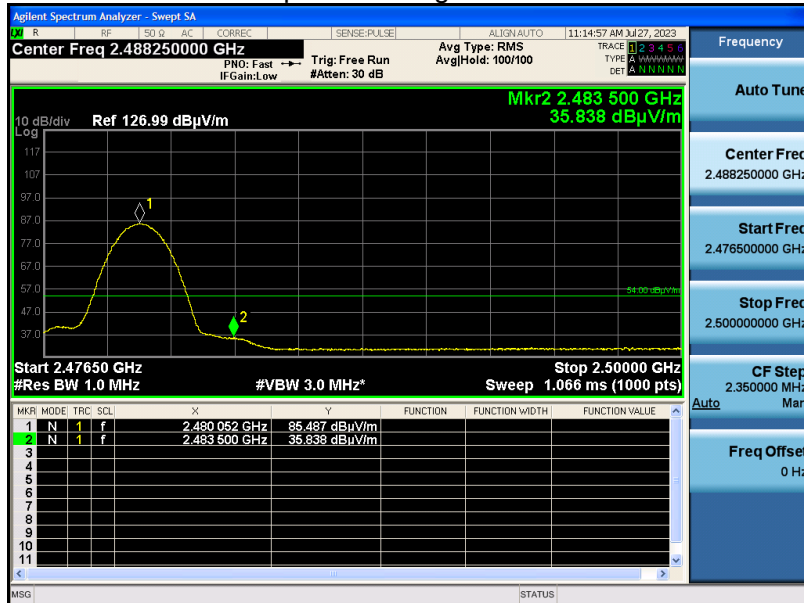 Agilent Spectrum Analyzer - Swept SA
LXI R RF 50 Ω AC CORREC SENSE:PULSE ALIGN AUTO 11:14:57 AM Jul 27, 2023
Center Freq 2.488250000 GHz
PNO: Fast
IFGain:Low
Trig: Free Run
#Atten: 30 dB
Avg Type: RMS
Avg|Hold: 100/100
TRACE 1 2 3 4 5 6
TYPE A WWWWW
DET A N N N N N
Mkr2 2.483 500 GHz
35.838 dBµV/m
10 dB/div Ref 126.99 dBµV/m
Log
117
107
97.0
87.0
77.0
67.0
57.0
47.0
37.0
1
2
54.00 dBµV/m
Start 2.47650 GHz Stop 2.50000 GHz
#Res BW 1.0 MHz #VBW 3.0 MHz* Sweep 1.066 ms (1000 pts)
MKR MODE TRC SCL X Y FUNCTION FUNCTION WIDTH FUNCTION VALUE
1 N 1 f 2.480 052 GHz 85.487 dBµV/m
2 N 1 f 2.483 500 GHz 35.838 dBµV/m
3
4
5
6
7
8
9
10
11
MSG STATUS
Frequency
Auto Tune
Center Freq
2.488250000 GHz
Start Freq
2.476500000 GHz
Stop Freq
2.500000000 GHz
CF Step
2.350000 MHz
Auto Man
Freq Offset
0 Hz